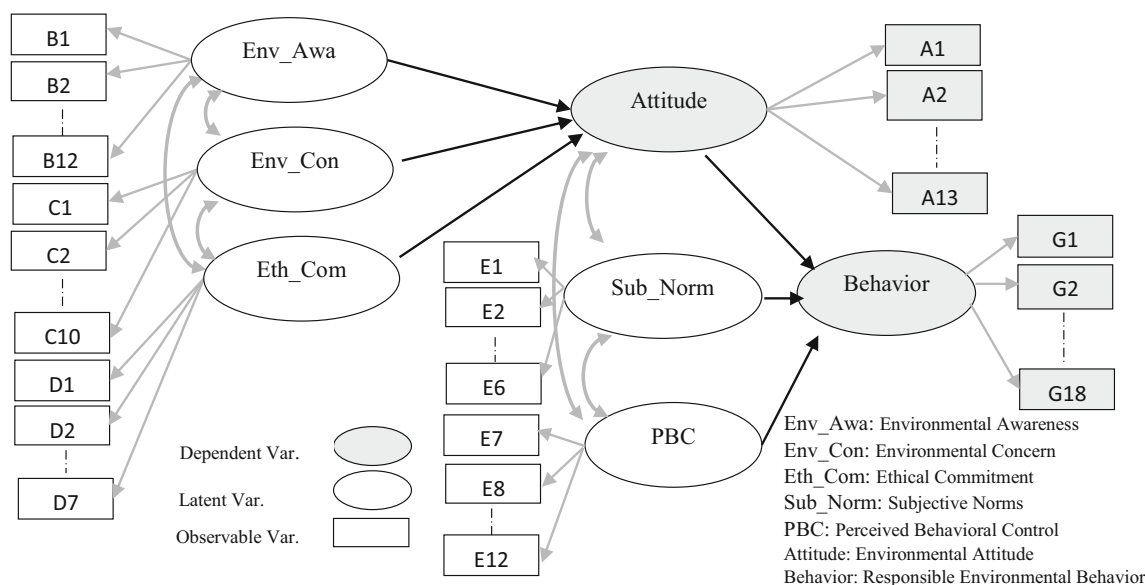 B1
B2
B12
C1
C2
C10
D1
D2
D7
Env_Awa
Env_Con
Eth_Com
Attitude
A1
A2
A13
E1
E2
E6
E7
E8
E12
Sub_Norm
PBC
Behavior
G1
G2
G18
Dependent Var.
Latent Var.
Observable Var.
Env_Awa: Environmental Awareness
Env_Con: Environmental Concern
Eth_Com: Ethical Commitment
Sub_Norm: Subjective Norms
PBC: Perceived Behavioral Control
Attitude: Environmental Attitude
Behavior: Responsible Environmental Behavior